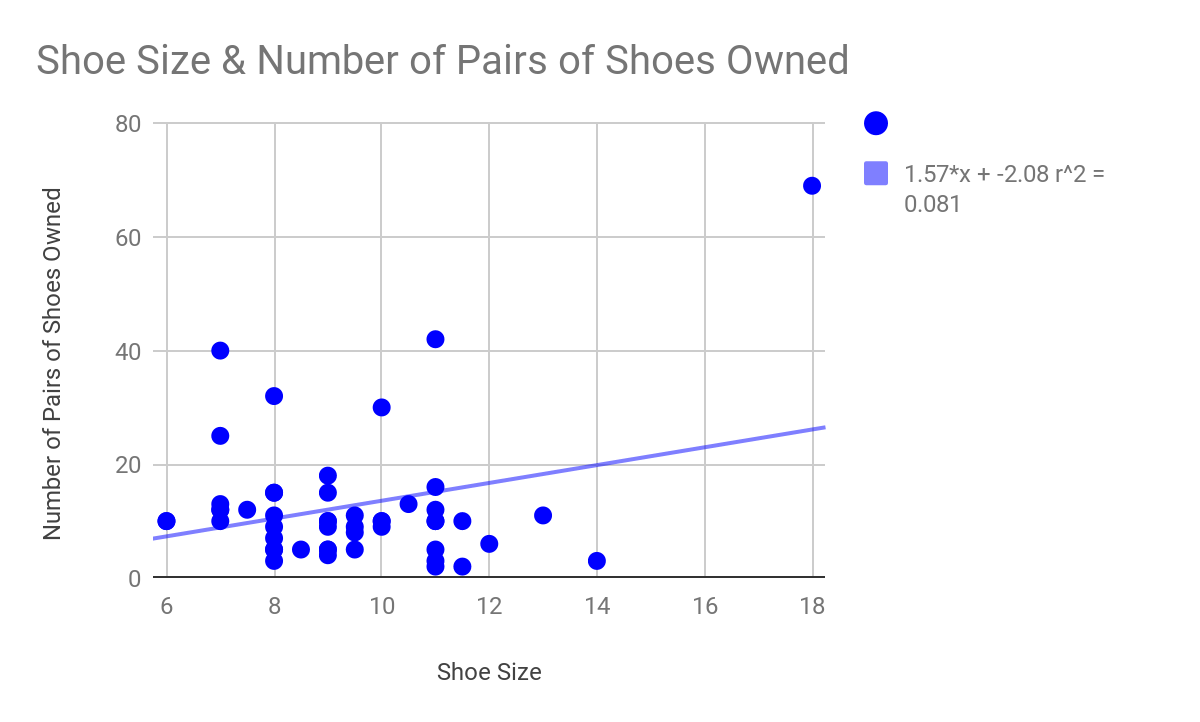 Shoe Size & Number of Pairs of Shoes Owned
80
60
40
20
0
Number of Pairs of Shoes Owned
6 8 10 12 14 16 18
Shoe Size
1.57*x + -2.08 r^2 =
0.081